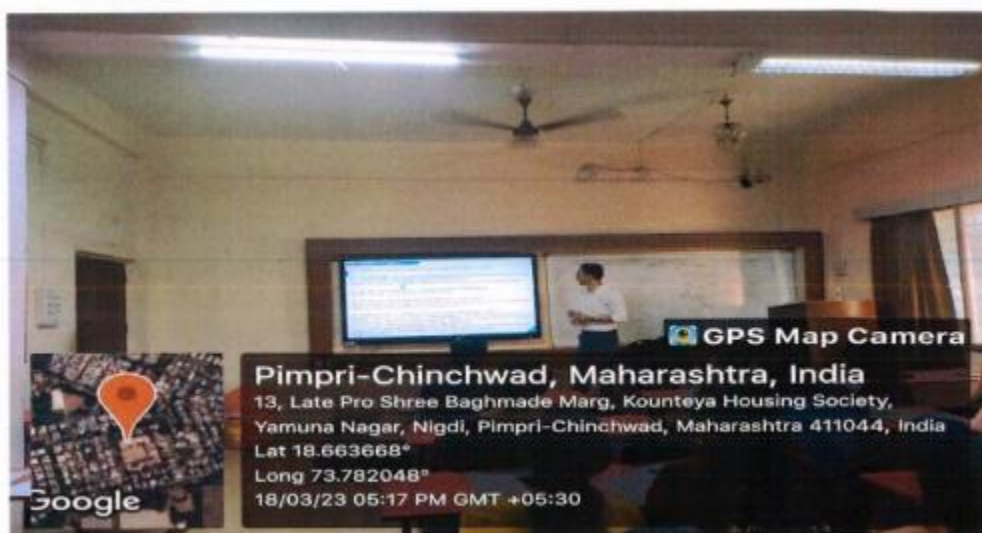 GPS Map Camera
Pimpri-Chinchwad, Maharashtra, India
13, Late Pro Shree Baghmade Marg, Kounteya Housing Society,
Yamuna Nagar, Nigdi, Pimpri-Chinchwad, Maharashtra 411044, India
Lat 18.663668°
Long 73.782048°
18/03/23 05:17 PM GMT +05:30
Google